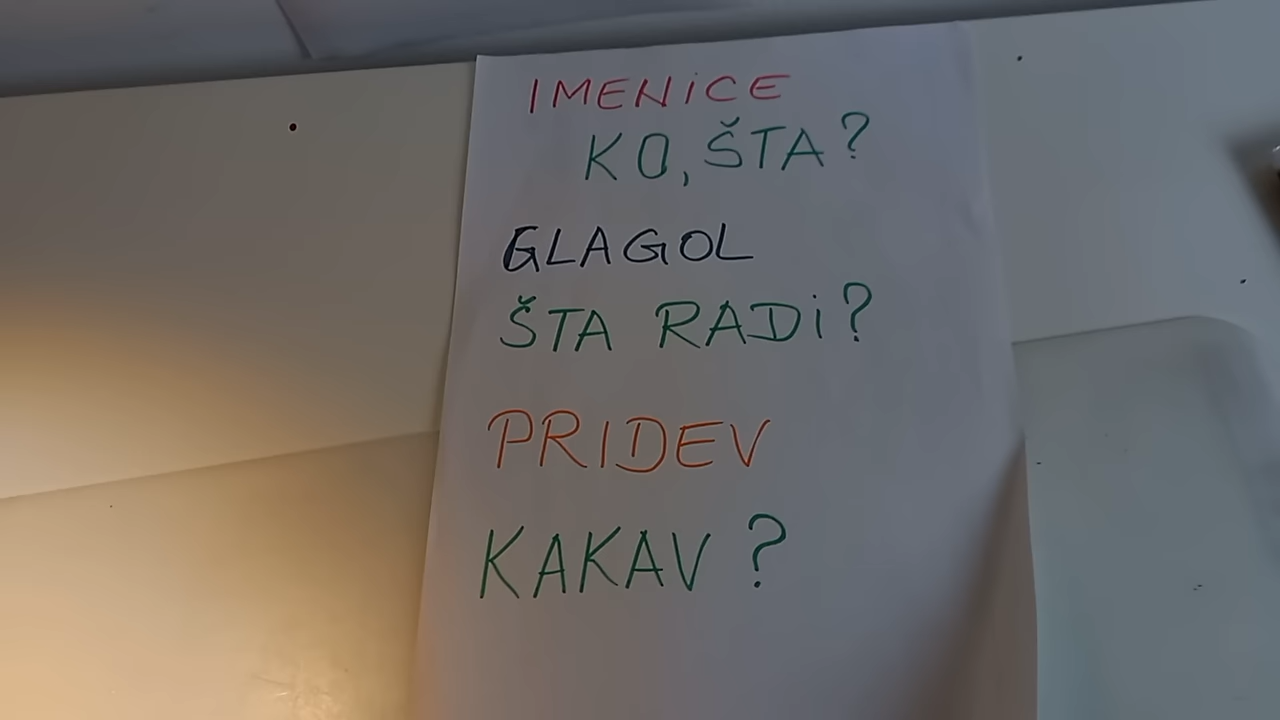 IMENiCE
KO, ŠTA?
GLAGOL
ŠTA RADi?
PRIDEV
KAKAV?